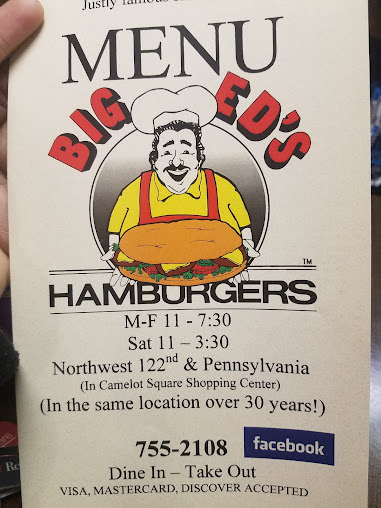 Justly famous
MENU
BIG ED'S
TM
HAMBURGERS
M-F 11 - 7:30
Sat 11 – 3:30
Northwest 122nd & Pennsylvania
(In Camelot Square Shopping Center)
(In the same location over 30 years!)
755-2108 facebook
Dine In – Take Out
VISA, MASTERCARD, DISCOVER ACCEPTED